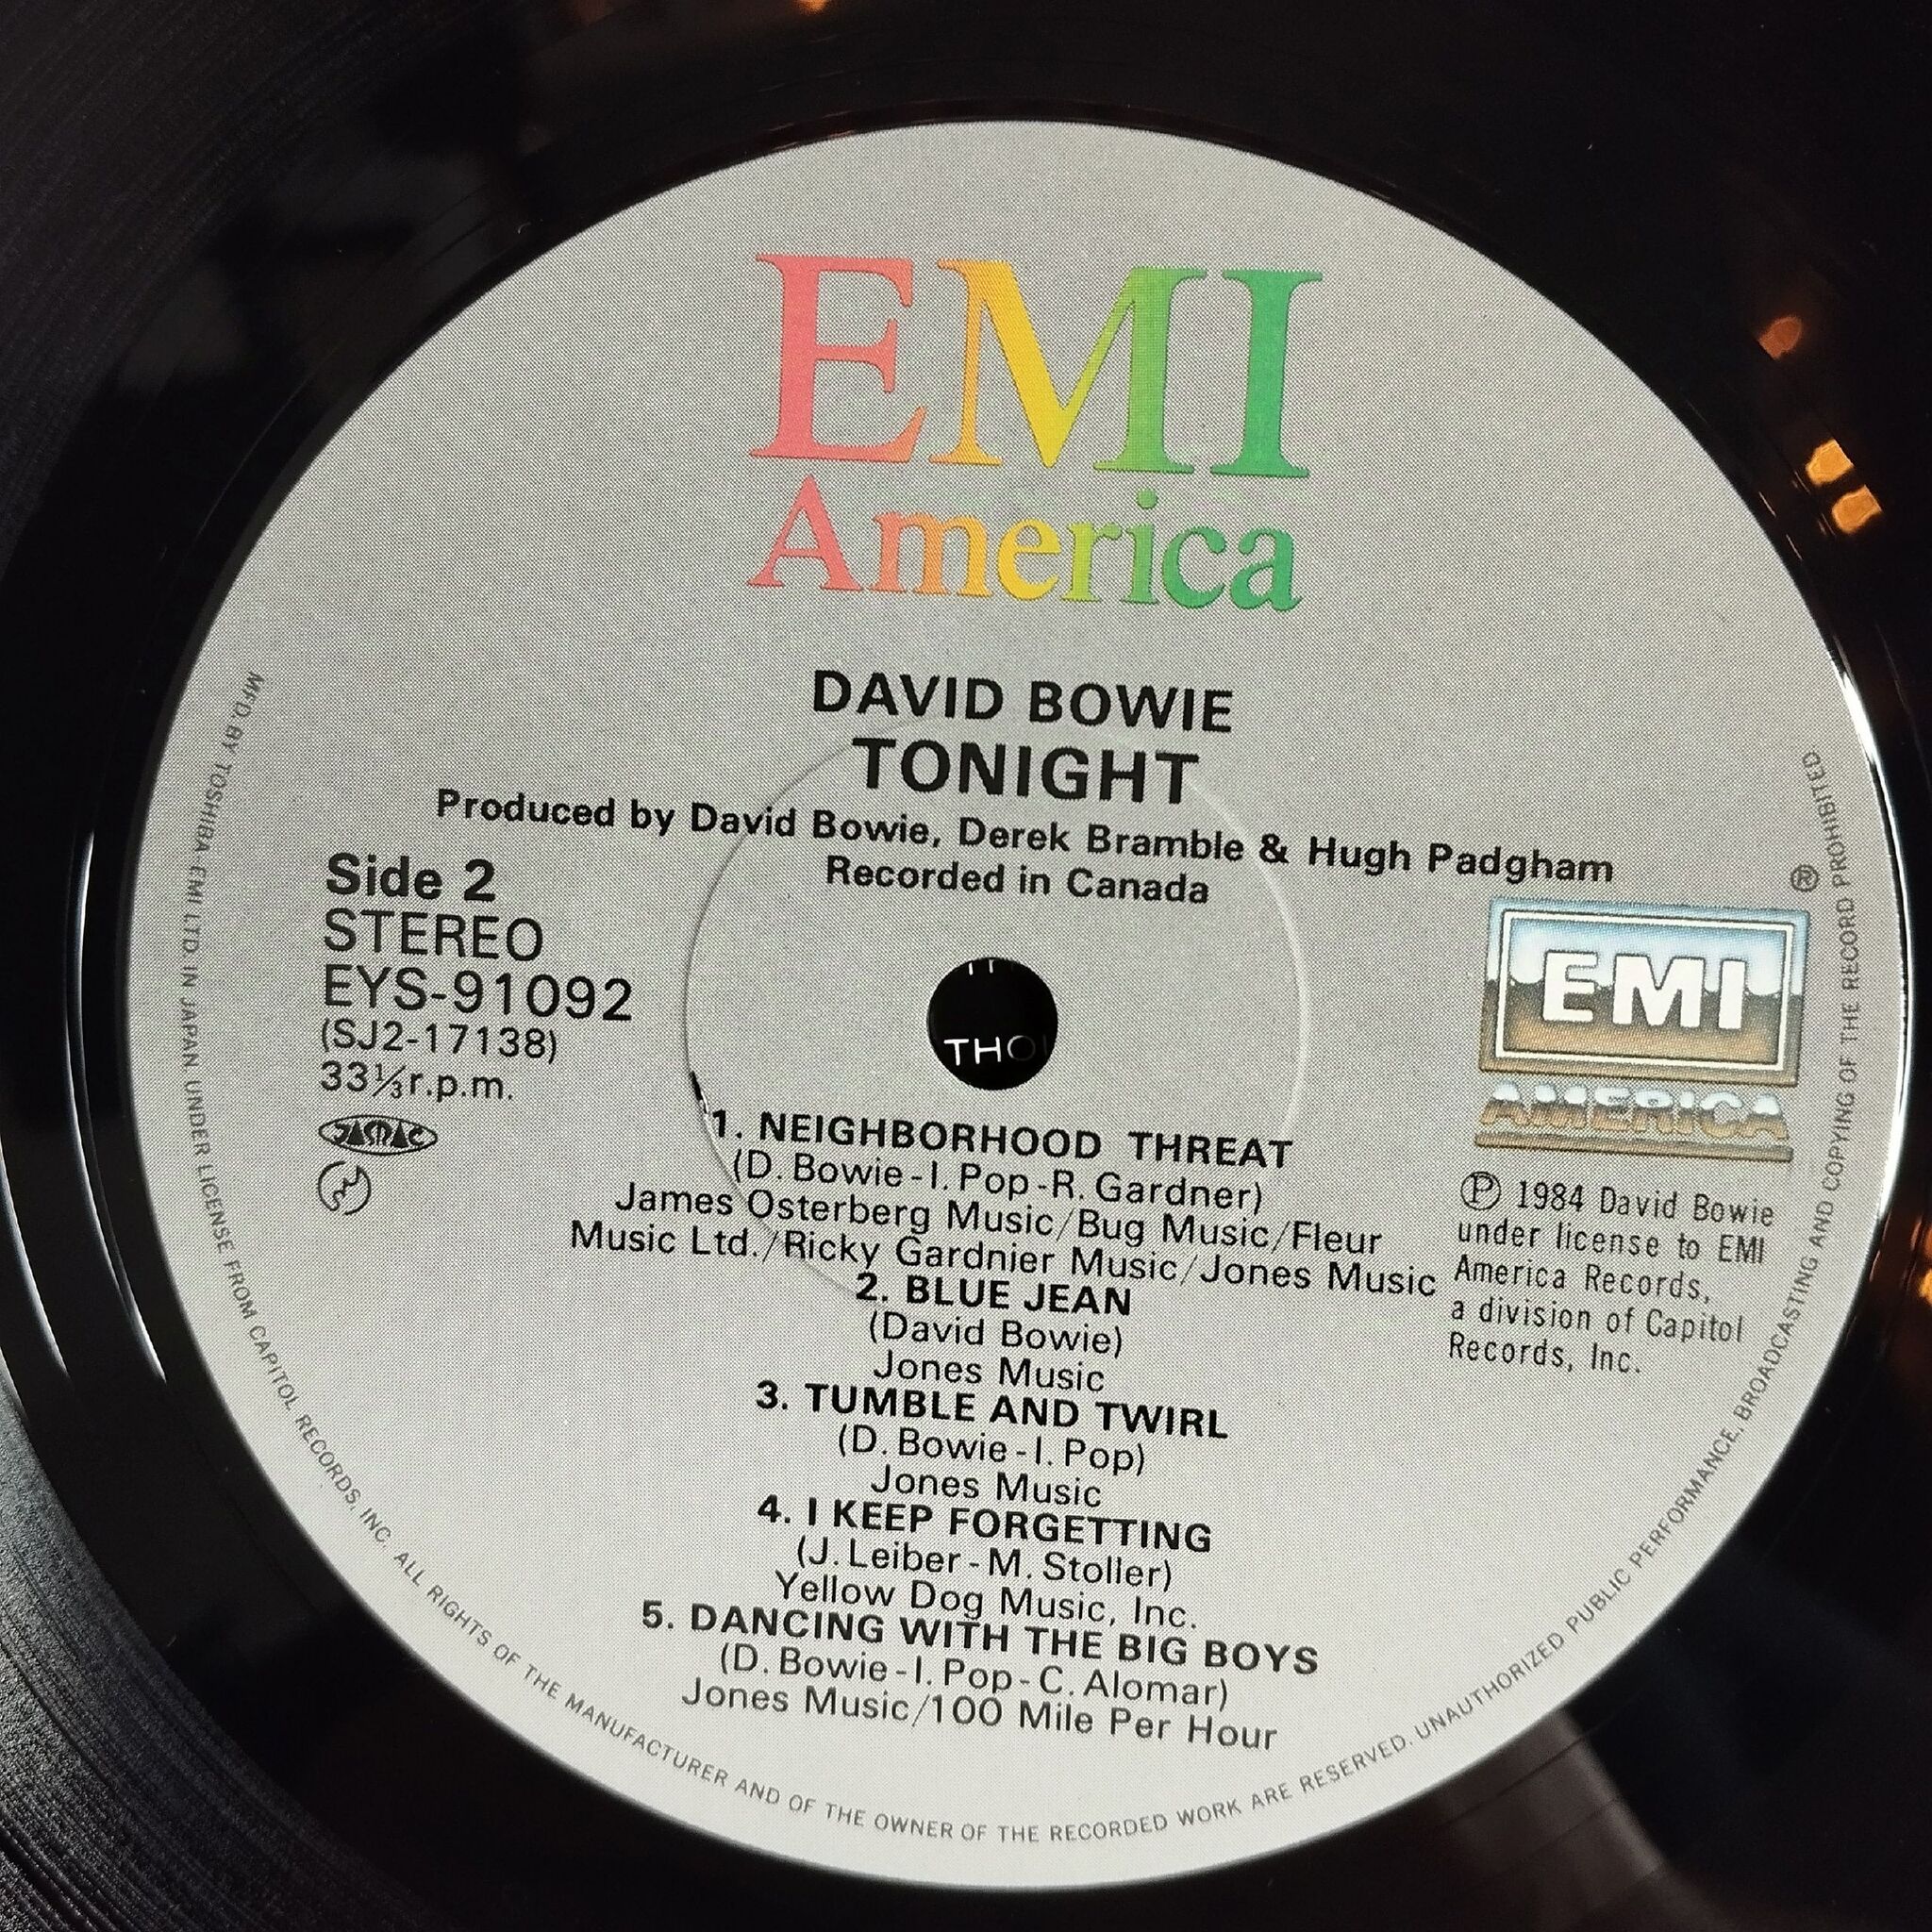 EMI
America
DAVID BOWIE
TONIGHT
Produced by David Bowie, Derek Bramble & Hugh Padgham
Recorded in Canada
Side 2
STEREO
EYS-91092
(SJ2-17138)
33⅓r.p.m.
JASRAC
®
EMI
AMERICA
Ⓟ 1984 David Bowie
under license to EMI
America Records,
a division of Capitol
Records, Inc.
THO
1. NEIGHBORHOOD THREAT
(D. Bowie-I. Pop-R. Gardner)
James Osterberg Music/Bug Music/Fleur
Music Ltd./Ricky Gardnier Music/Jones Music
2. BLUE JEAN
(David Bowie)
Jones Music
3. TUMBLE AND TWIRL
(D. Bowie-I. Pop)
Jones Music
4. I KEEP FORGETTING
(J. Leiber-M. Stoller)
Yellow Dog Music, Inc.
5. DANCING WITH THE BIG BOYS
(D. Bowie-I. Pop-C. Alomar)
Jones Music/100 Mile Per Hour
MFD. BY TOSHIBA-EMI LTD. IN JAPAN UNDER LICENSE FROM CAPITOL RECORDS, INC. ALL RIGHTS OF THE MANUFACTURER AND OF THE OWNER OF THE RECORDED WORK ARE RESERVED. UNAUTHORIZED PUBLIC PERFORMANCE, BROADCASTING AND COPYING OF THE RECORD PROHIBITED